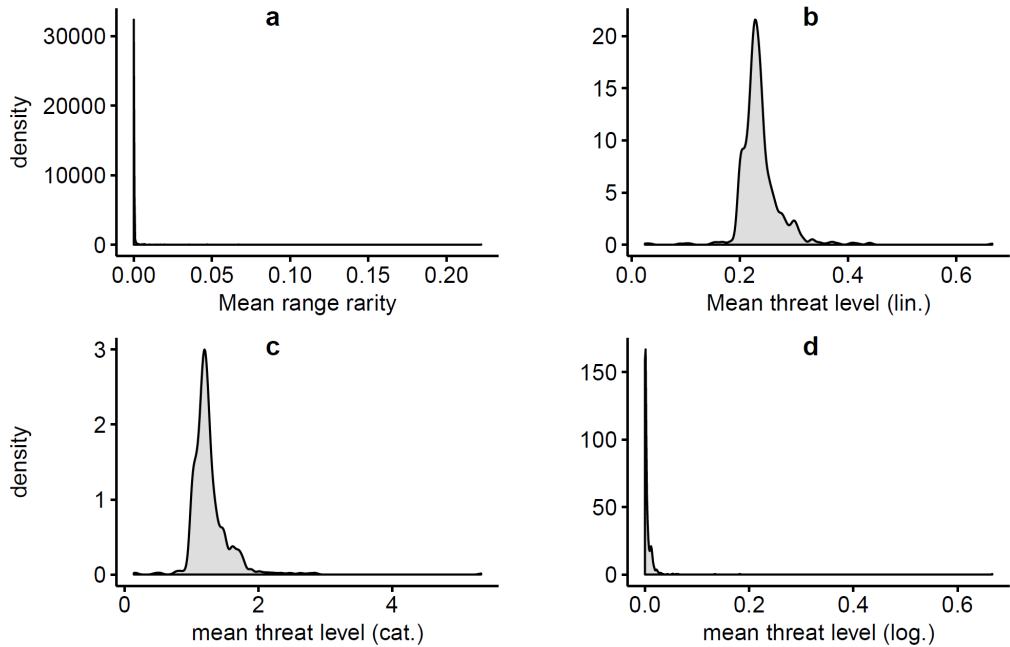 a
density
30000
20000
10000
0
0.00 0.05 0.10 0.15 0.20
Mean range rarity
b
20
15
10
5
0
0.0 0.2 0.4 0.6
Mean threat level (lin.)
c
density
3
2
1
0
0 2 4
mean threat level (cat.)
d
150
100
50
0
0.0 0.2 0.4 0.6
mean threat level (log.)